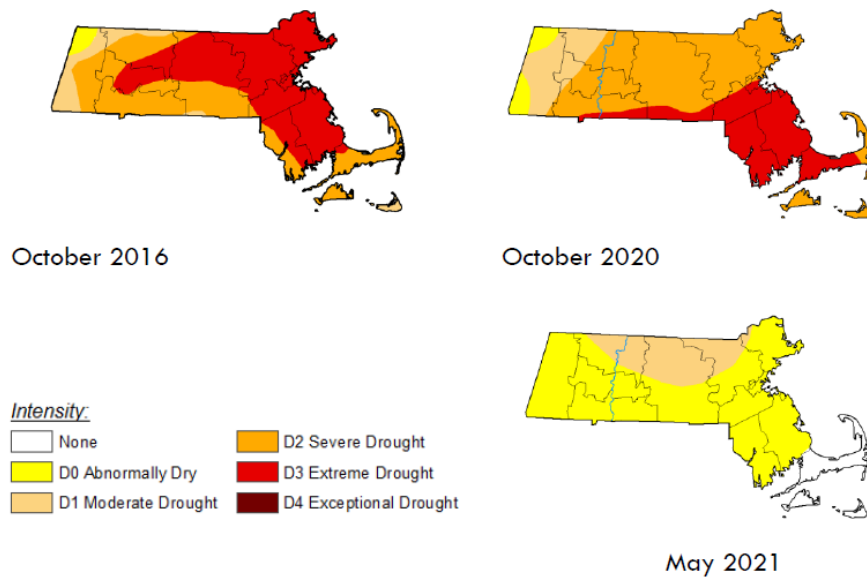 October 2016
October 2020
Intensity:
None
D0 Abnormally Dry
D1 Moderate Drought
D2 Severe Drought
D3 Extreme Drought
D4 Exceptional Drought
May 2021